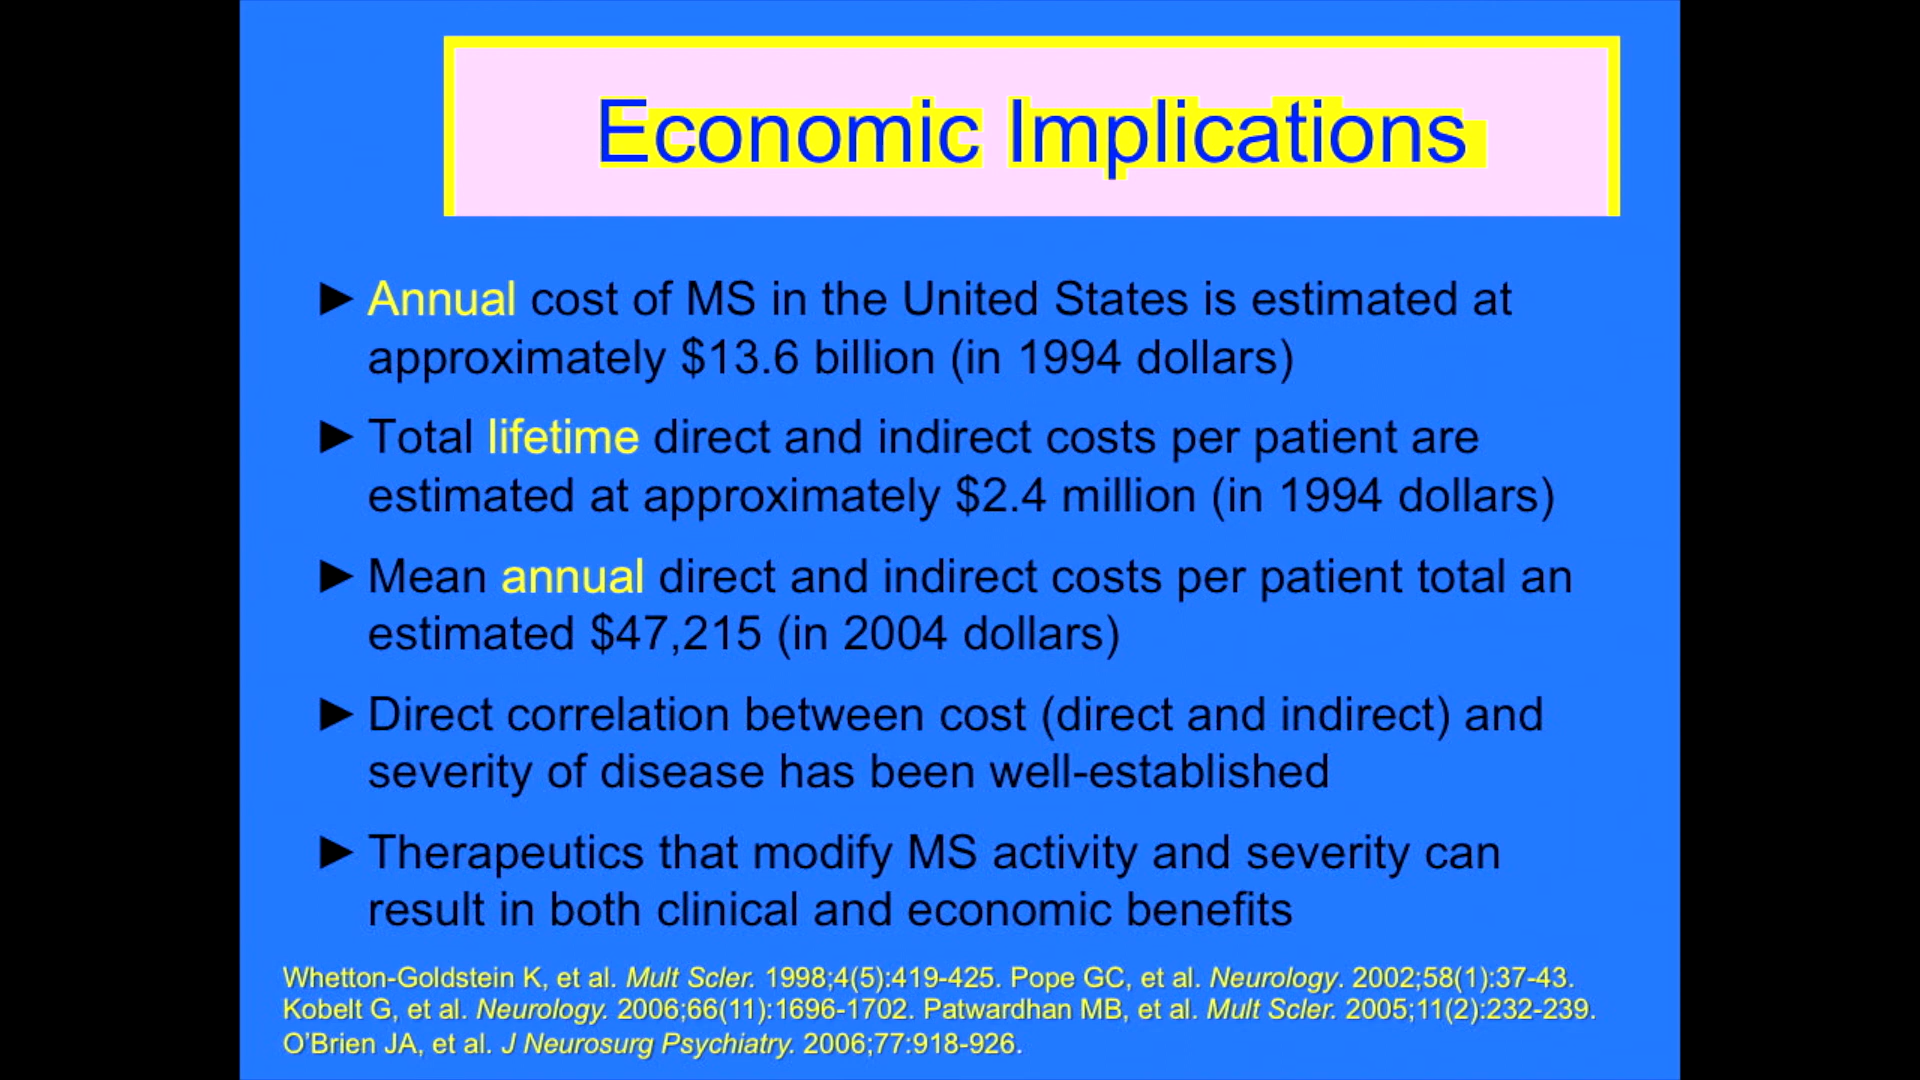 Economic Implications
► Annual cost of MS in the United States is estimated at
approximately $13.6 billion (in 1994 dollars)
► Total lifetime direct and indirect costs per patient are
estimated at approximately $2.4 million (in 1994 dollars)
► Mean annual direct and indirect costs per patient total an
estimated $47,215 (in 2004 dollars)
► Direct correlation between cost (direct and indirect) and
severity of disease has been well-established
► Therapeutics that modify MS activity and severity can
result in both clinical and economic benefits
Whetton-Goldstein K, et al. Mult Scler. 1998;4(5):419-425. Pope GC, et al. Neurology. 2002;58(1):37-43.
Kobelt G, et al. Neurology. 2006;66(11):1696-1702. Patwardhan MB, et al. Mult Scler. 2005;11(2):232-239.
O'Brien JA, et al. J Neurosurg Psychiatry. 2006;77:918-926.